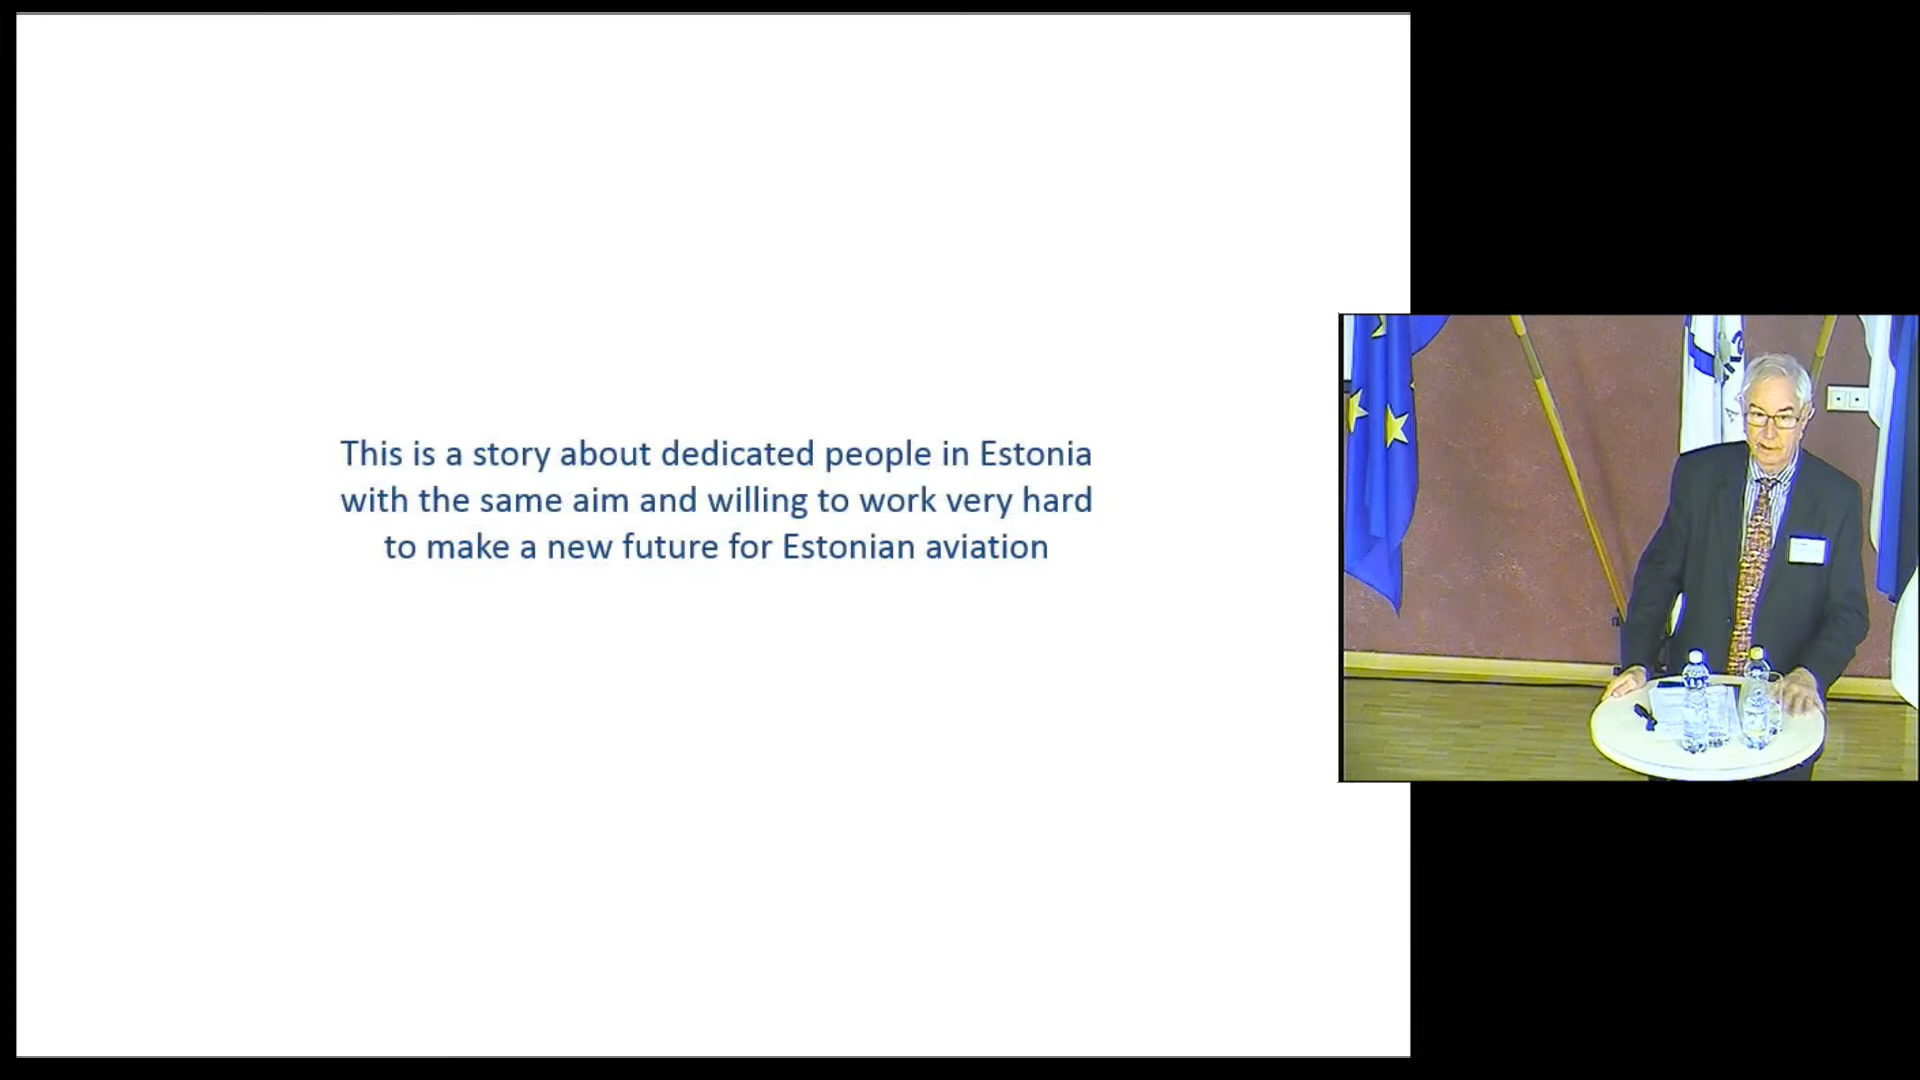 This is a story about dedicated people in Estonia
with the same aim and willing to work very hard
to make a new future for Estonian aviation